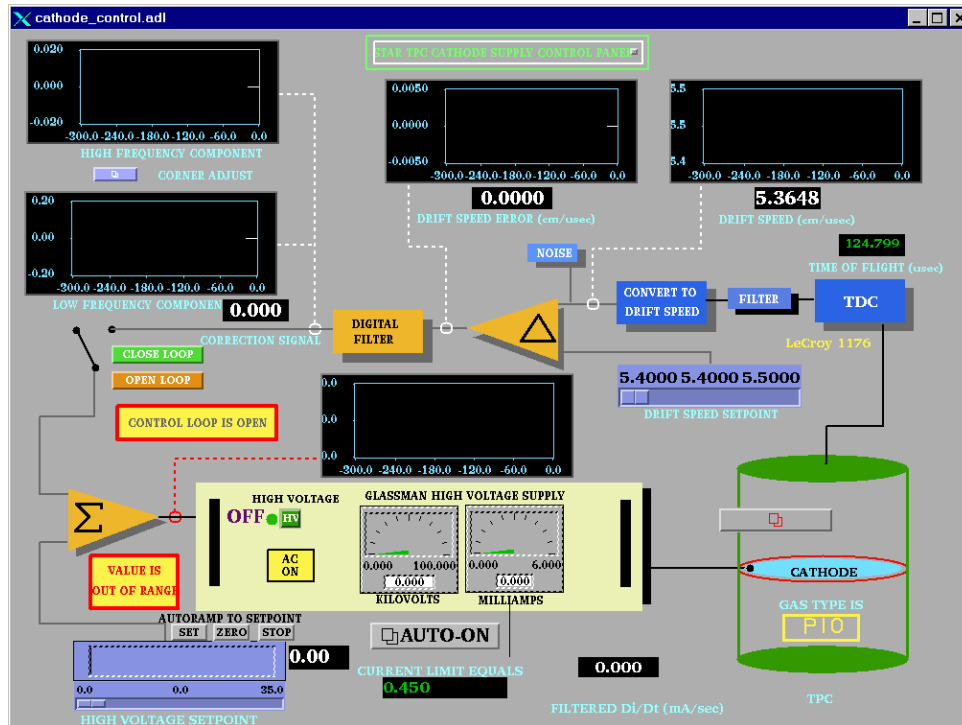 cathode_control.adl
STAR TPC CATHODE SUPPLY CONTROL PANEL
0.020
0.000
-0.020
-300.0 -240.0 -180.0 -120.0 -60.0 0.0
HIGH FREQUENCY COMPONENT
CORNER ADJUST
0.0050
0.0000
-0.0050
-300.0 -240.0 -180.0 -120.0 -60.0 0.0
0.0000
DRIFT SPEED ERROR (cm/usec)
5.5
5.5
5.4
-300.0 -240.0 -180.0 -120.0 -60.0 0.0
5.3648
DRIFT SPEED (cm/usec)
0.20
0.00
-0.20
-300.0 -240.0 -180.0 -120.0 -60.0 0.0
LOW FREQUENCY COMPONENT
0.000
124.799
TIME OF FLIGHT (usec)
NOISE
CONVERT TO
DRIFT SPEED
FILTER
TDC
LeCroy 1176
DIGITAL
FILTER
Δ
CORRECTION SIGNAL
CLOSE LOOP
OPEN LOOP
CONTROL LOOP IS OPEN
5.4000 5.4000 5.5000
DRIFT SPEED SETPOINT
0.0
0.0
0.0
-300.0 -240.0 -180.0 -120.0 -60.0 0.0
Σ
VALUE IS
OUT OF RANGE
HIGH VOLTAGE
OFF
HV
AC
ON
GLASSMAN HIGH VOLTAGE SUPPLY
0.000 100.000
0.000
KILOVOLTS
0.000 6.000
0.000
MILLIAMPS
CATHODE
GAS TYPE IS
P10
TPC
AUTORAMP TO SETPOINT
SET ZERO STOP
0.00
0.0 0.0 35.0
HIGH VOLTAGE SETPOINT
AUTO-ON
CURRENT LIMIT EQUALS
0.450
0.000
FILTERED Di/Dt (mA/sec)